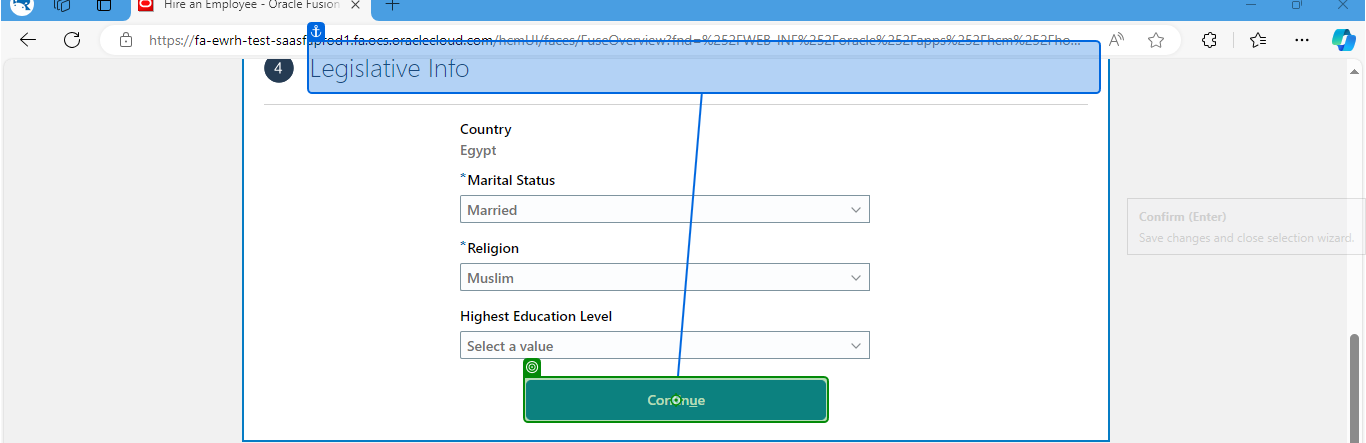 Hire an Employee - Oracle Fusion
https://fa-ewrh-test-saasfaprod1.fa.ocs.oraclecloud.com/hcmUI/faces/FuseOverview?fnd=%252FWEB-INF%252Foracle%252Fapps%252Fhcm%252Fho...
4 Legislative Info
Country
Egypt
*Marital Status
Married
*Religion
Muslim
Confirm (Enter)
Save changes and close selection wizard.
Highest Education Level
Select a value
Continue